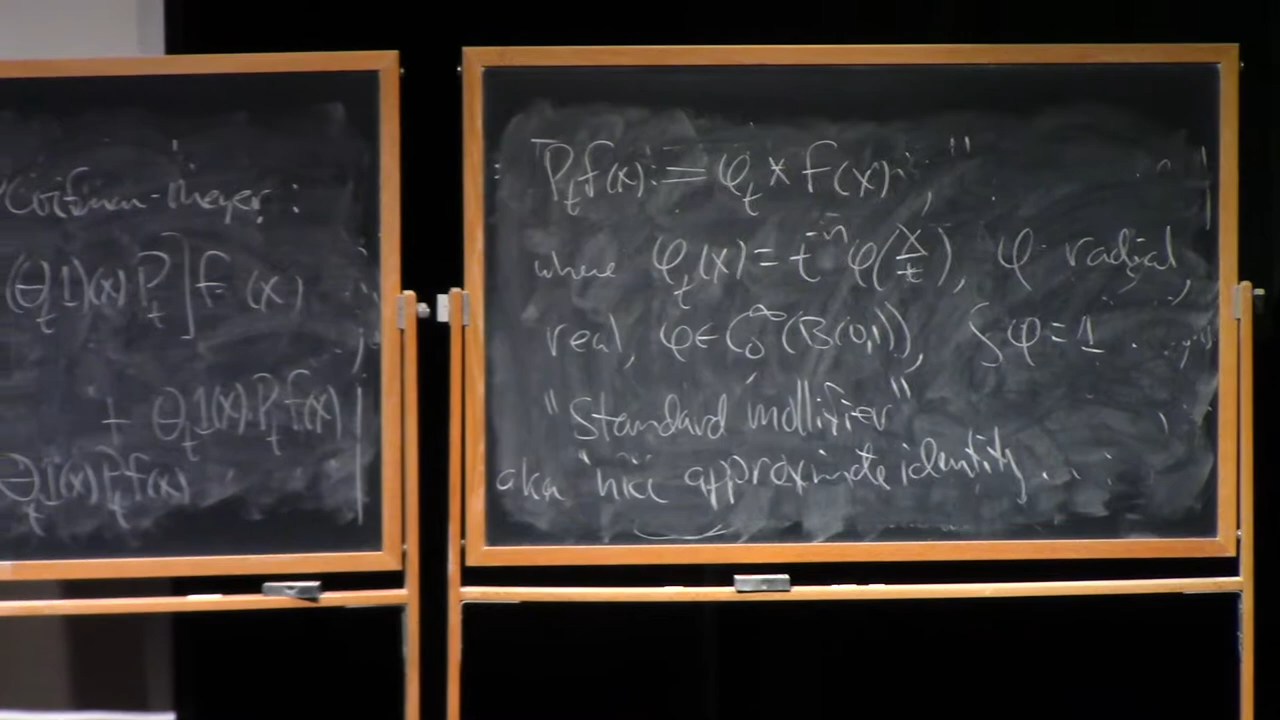 Coifman-Meyer:
(θ_t 1)(x) P_t] f (x)
+ θ_t 1(x) P_t f(x)
θ_t 1(x) P_t f(x)
P_t f(x) := φ_t * f(x),
where φ_t(x) = t^{-n} φ(x/t), φ radial,
real, φ ∈ C_0^∞(B(0,1)), ∫φ = 1
"Standard mollifier"
aka "nice approximate identity